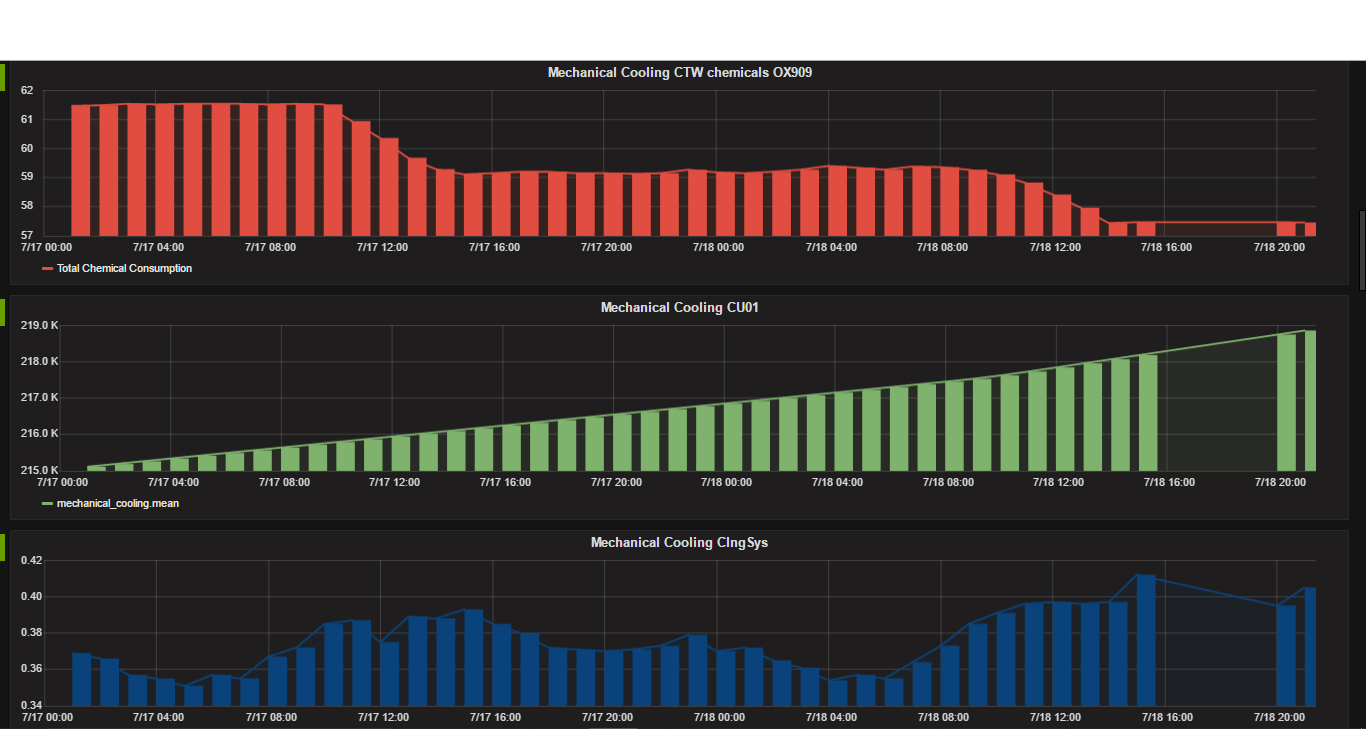 Mechanical Cooling CTW chemicals OX909
62
61
60
59
58
57
7/17 00:00 7/17 04:00 7/17 08:00 7/17 12:00 7/17 16:00 7/17 20:00 7/18 00:00 7/18 04:00 7/18 08:00 7/18 12:00 7/18 16:00 7/18 20:00
Total Chemical Consumption
Mechanical Cooling CU01
219.0 K
218.0 K
217.0 K
216.0 K
215.0 K
7/17 00:00 7/17 04:00 7/17 08:00 7/17 12:00 7/17 16:00 7/17 20:00 7/18 00:00 7/18 04:00 7/18 08:00 7/18 12:00 7/18 16:00 7/18 20:00
mechanical_cooling.mean
Mechanical Cooling ClngSys
0.42
0.40
0.38
0.36
0.34
7/17 00:00 7/17 04:00 7/17 08:00 7/17 12:00 7/17 16:00 7/17 20:00 7/18 00:00 7/18 04:00 7/18 08:00 7/18 12:00 7/18 16:00 7/18 20:00